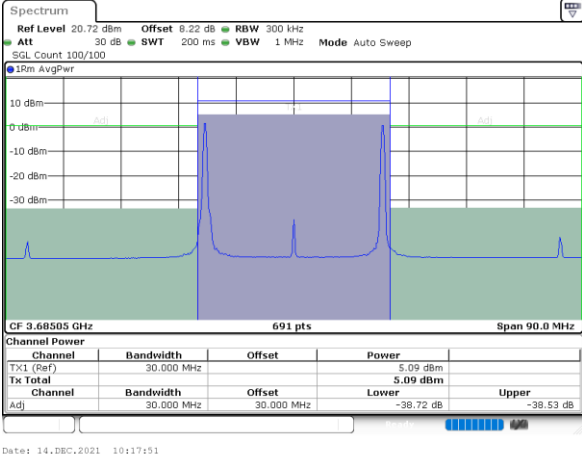 Spectrum
Ref Level 20.72 dBm Offset 8.22 dB RBW 300 kHz
Att 30 dB SWT 200 ms VBW 1 MHz Mode Auto Sweep
SGL Count 100/100
1Rm AvgPwr
10 dBm
Adj Adj
0 dBm
-10 dBm
-20 dBm
-30 dBm
CF 3.68505 GHz 691 pts Span 90.0 MHz
Channel Power
Channel Bandwidth Offset Power
TX1 (Ref) 30.000 MHz 5.09 dBm
Tx Total 5.09 dBm
Channel Bandwidth Offset Lower Upper
Adj 30.000 MHz 30.000 MHz -38.72 dB -38.53 dB
Ready
Date: 14.DEC.2021 10:17:51